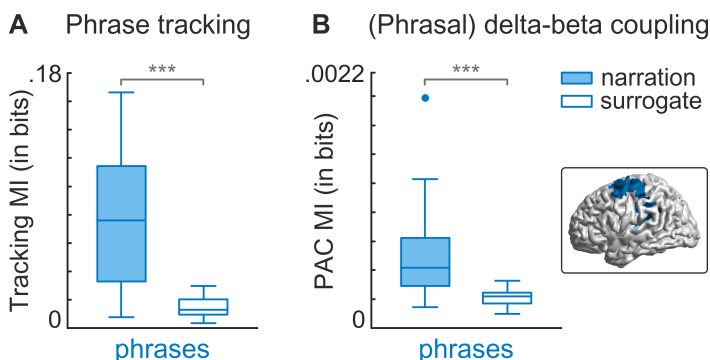 A Phrase tracking
.18
Tracking MI (in bits)
0
***
phrases
B (Phrasal) delta-beta coupling
.0022
PAC MI (in bits)
0
***
phrases
narration
surrogate